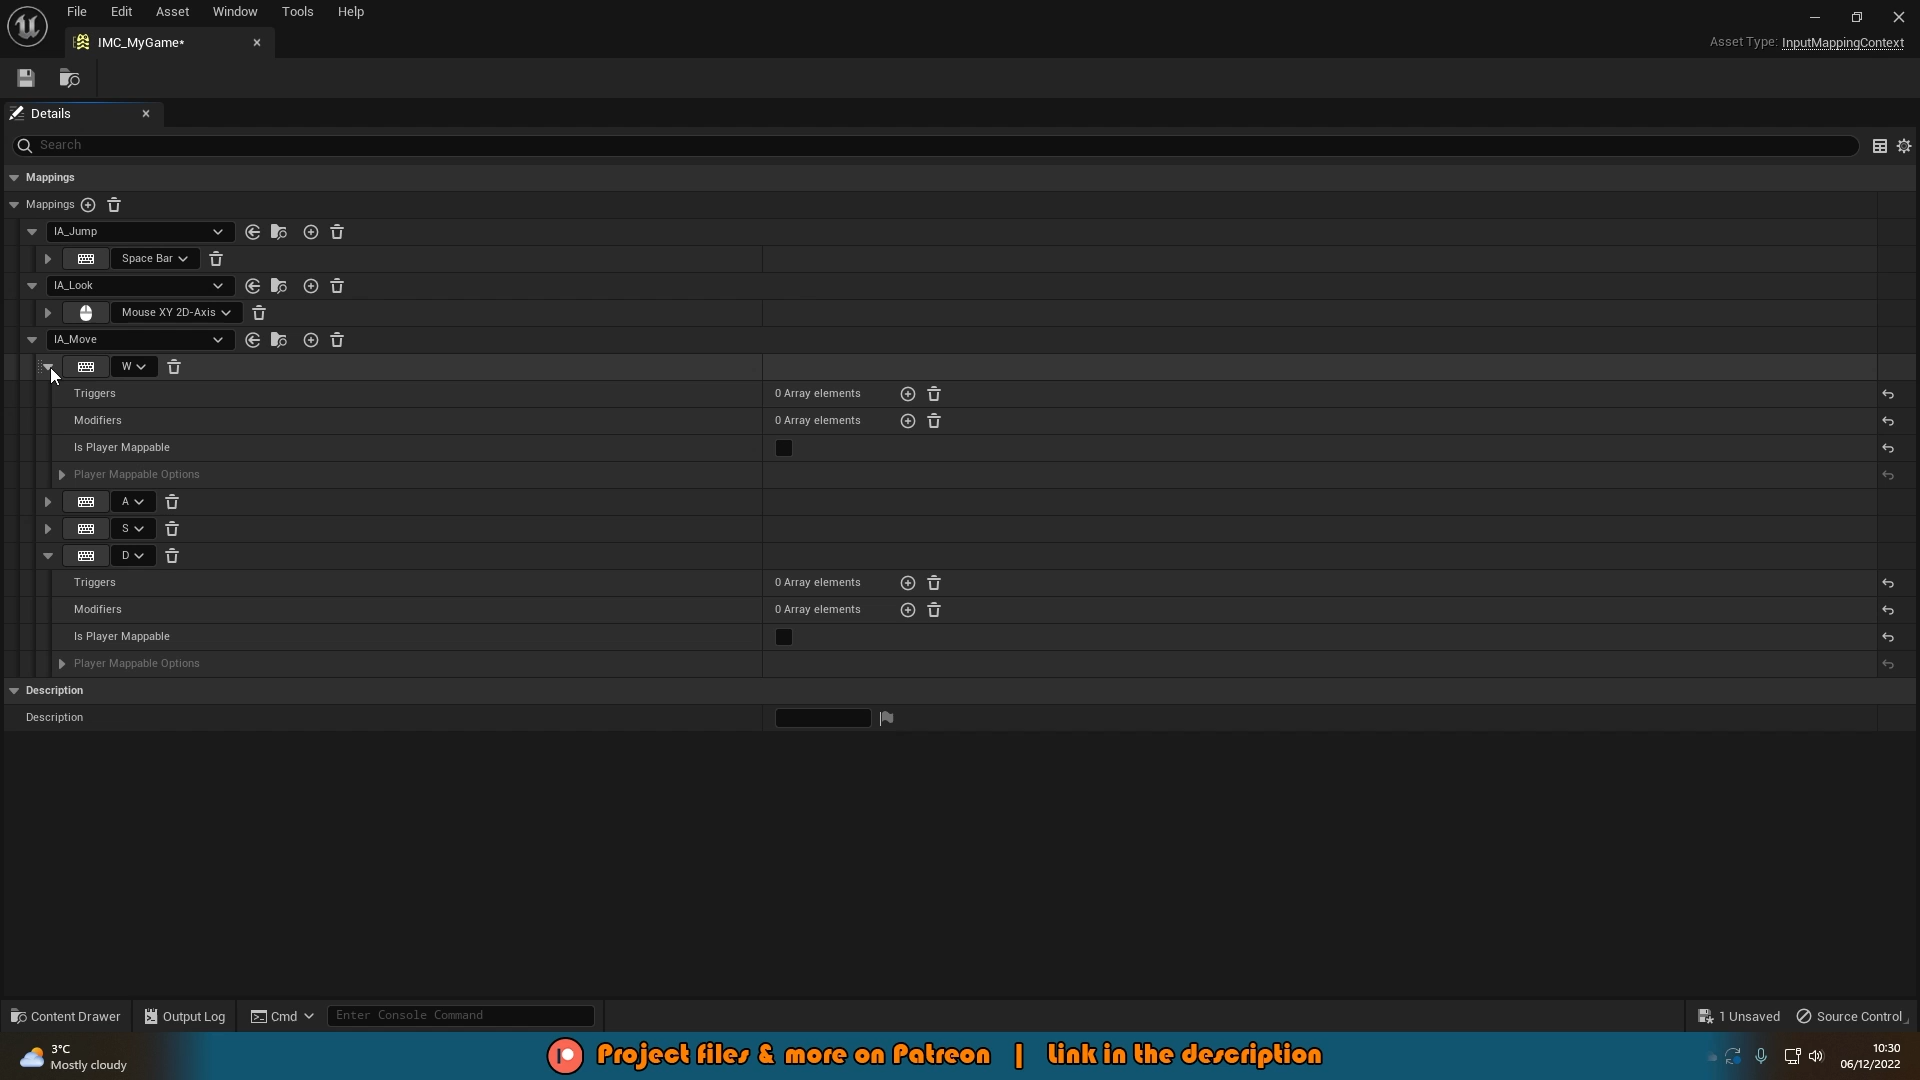 File Edit Asset Window Tools Help
IMC_MyGame*
Asset Type: InputMappingContext
Details
Search
Mappings
Mappings
IA_Jump
Space Bar
IA_Look
Mouse XY 2D-Axis
IA_Move
W
Triggers 0 Array elements
Modifiers 0 Array elements
Is Player Mappable
Player Mappable Options
A
S
D
Triggers 0 Array elements
Modifiers 0 Array elements
Is Player Mappable
Player Mappable Options
Description
Description
Content Drawer Output Log Cmd Enter Console Command 1 Unsaved Source Control
3°C
Mostly cloudy
Project files & more on Patreon | Link in the description
10:30
06/12/2022